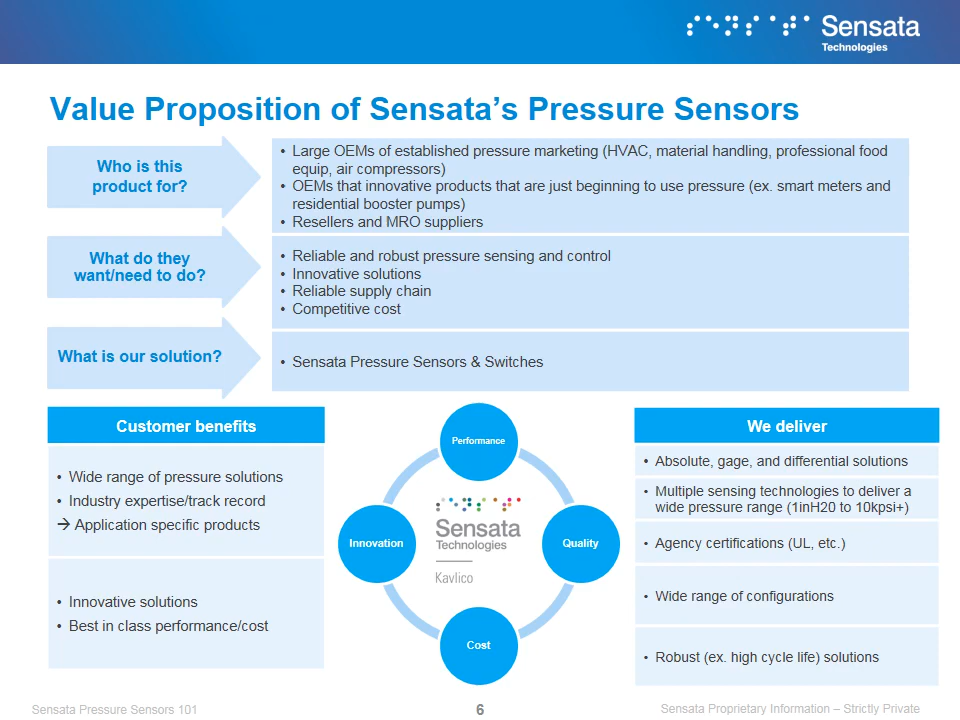 Sensata
Technologies
Value Proposition of Sensata's Pressure Sensors
Who is this
product for?
• Large OEMs of established pressure marketing (HVAC, material handling, professional food
equip, air compressors)
• OEMs that innovative products that are just beginning to use pressure (ex. smart meters and
residential booster pumps)
• Resellers and MRO suppliers
What do they
want/need to do?
• Reliable and robust pressure sensing and control
• Innovative solutions
• Reliable supply chain
• Competitive cost
What is our solution?
• Sensata Pressure Sensors & Switches
Customer benefits
• Wide range of pressure solutions
• Industry expertise/track record
→ Application specific products
• Innovative solutions
• Best in class performance/cost
Performance
Innovation
Sensata
Technologies
Kavlico
Quality
Cost
We deliver
• Absolute, gage, and differential solutions
• Multiple sensing technologies to deliver a
wide pressure range (1inH20 to 10kpsi+)
• Agency certifications (UL, etc.)
• Wide range of configurations
• Robust (ex. high cycle life) solutions
Sensata Pressure Sensors 101
6
Sensata Proprietary Information – Strictly Private